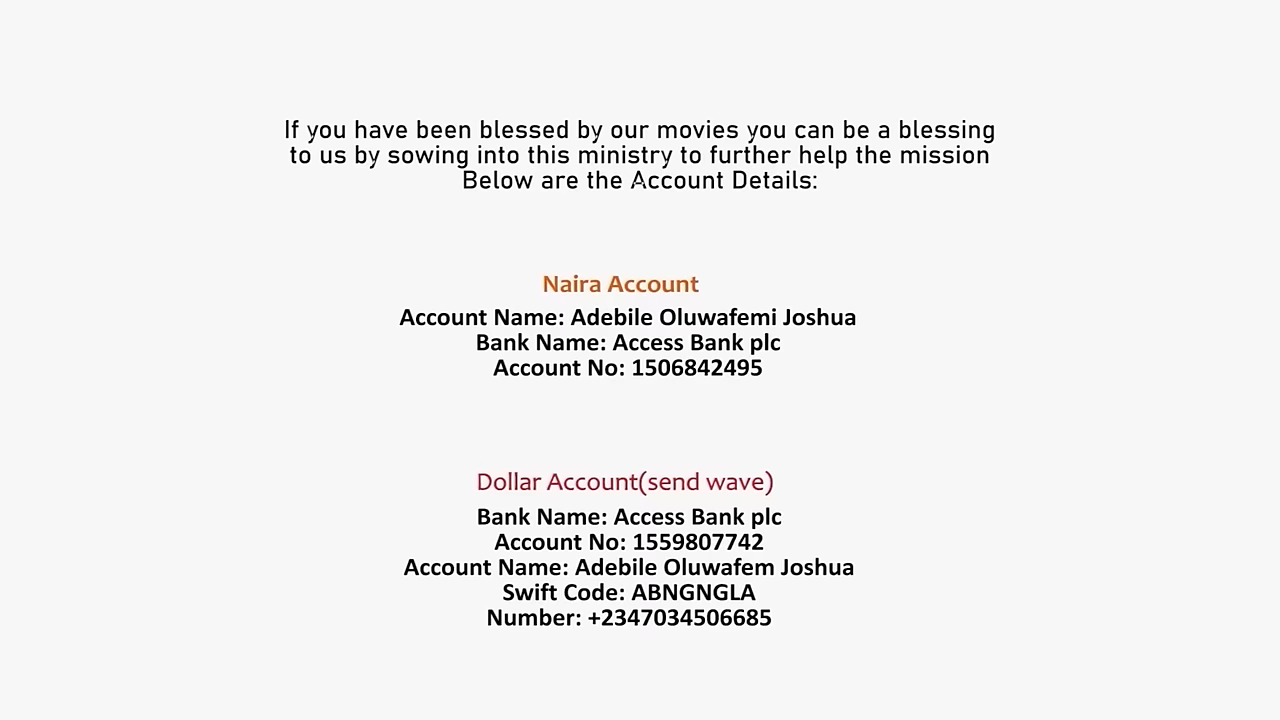 If you have been blessed by our movies you can be a blessing
to us by sowing into this ministry to further help the mission
Below are the Account Details:
Naira Account
Account Name: Adebile Oluwafemi Joshua
Bank Name: Access Bank plc
Account No: 1506842495
Dollar Account(send wave)
Bank Name: Access Bank plc
Account No: 1559807742
Account Name: Adebile Oluwafem Joshua
Swift Code: ABNGNGLA
Number: +2347034506685